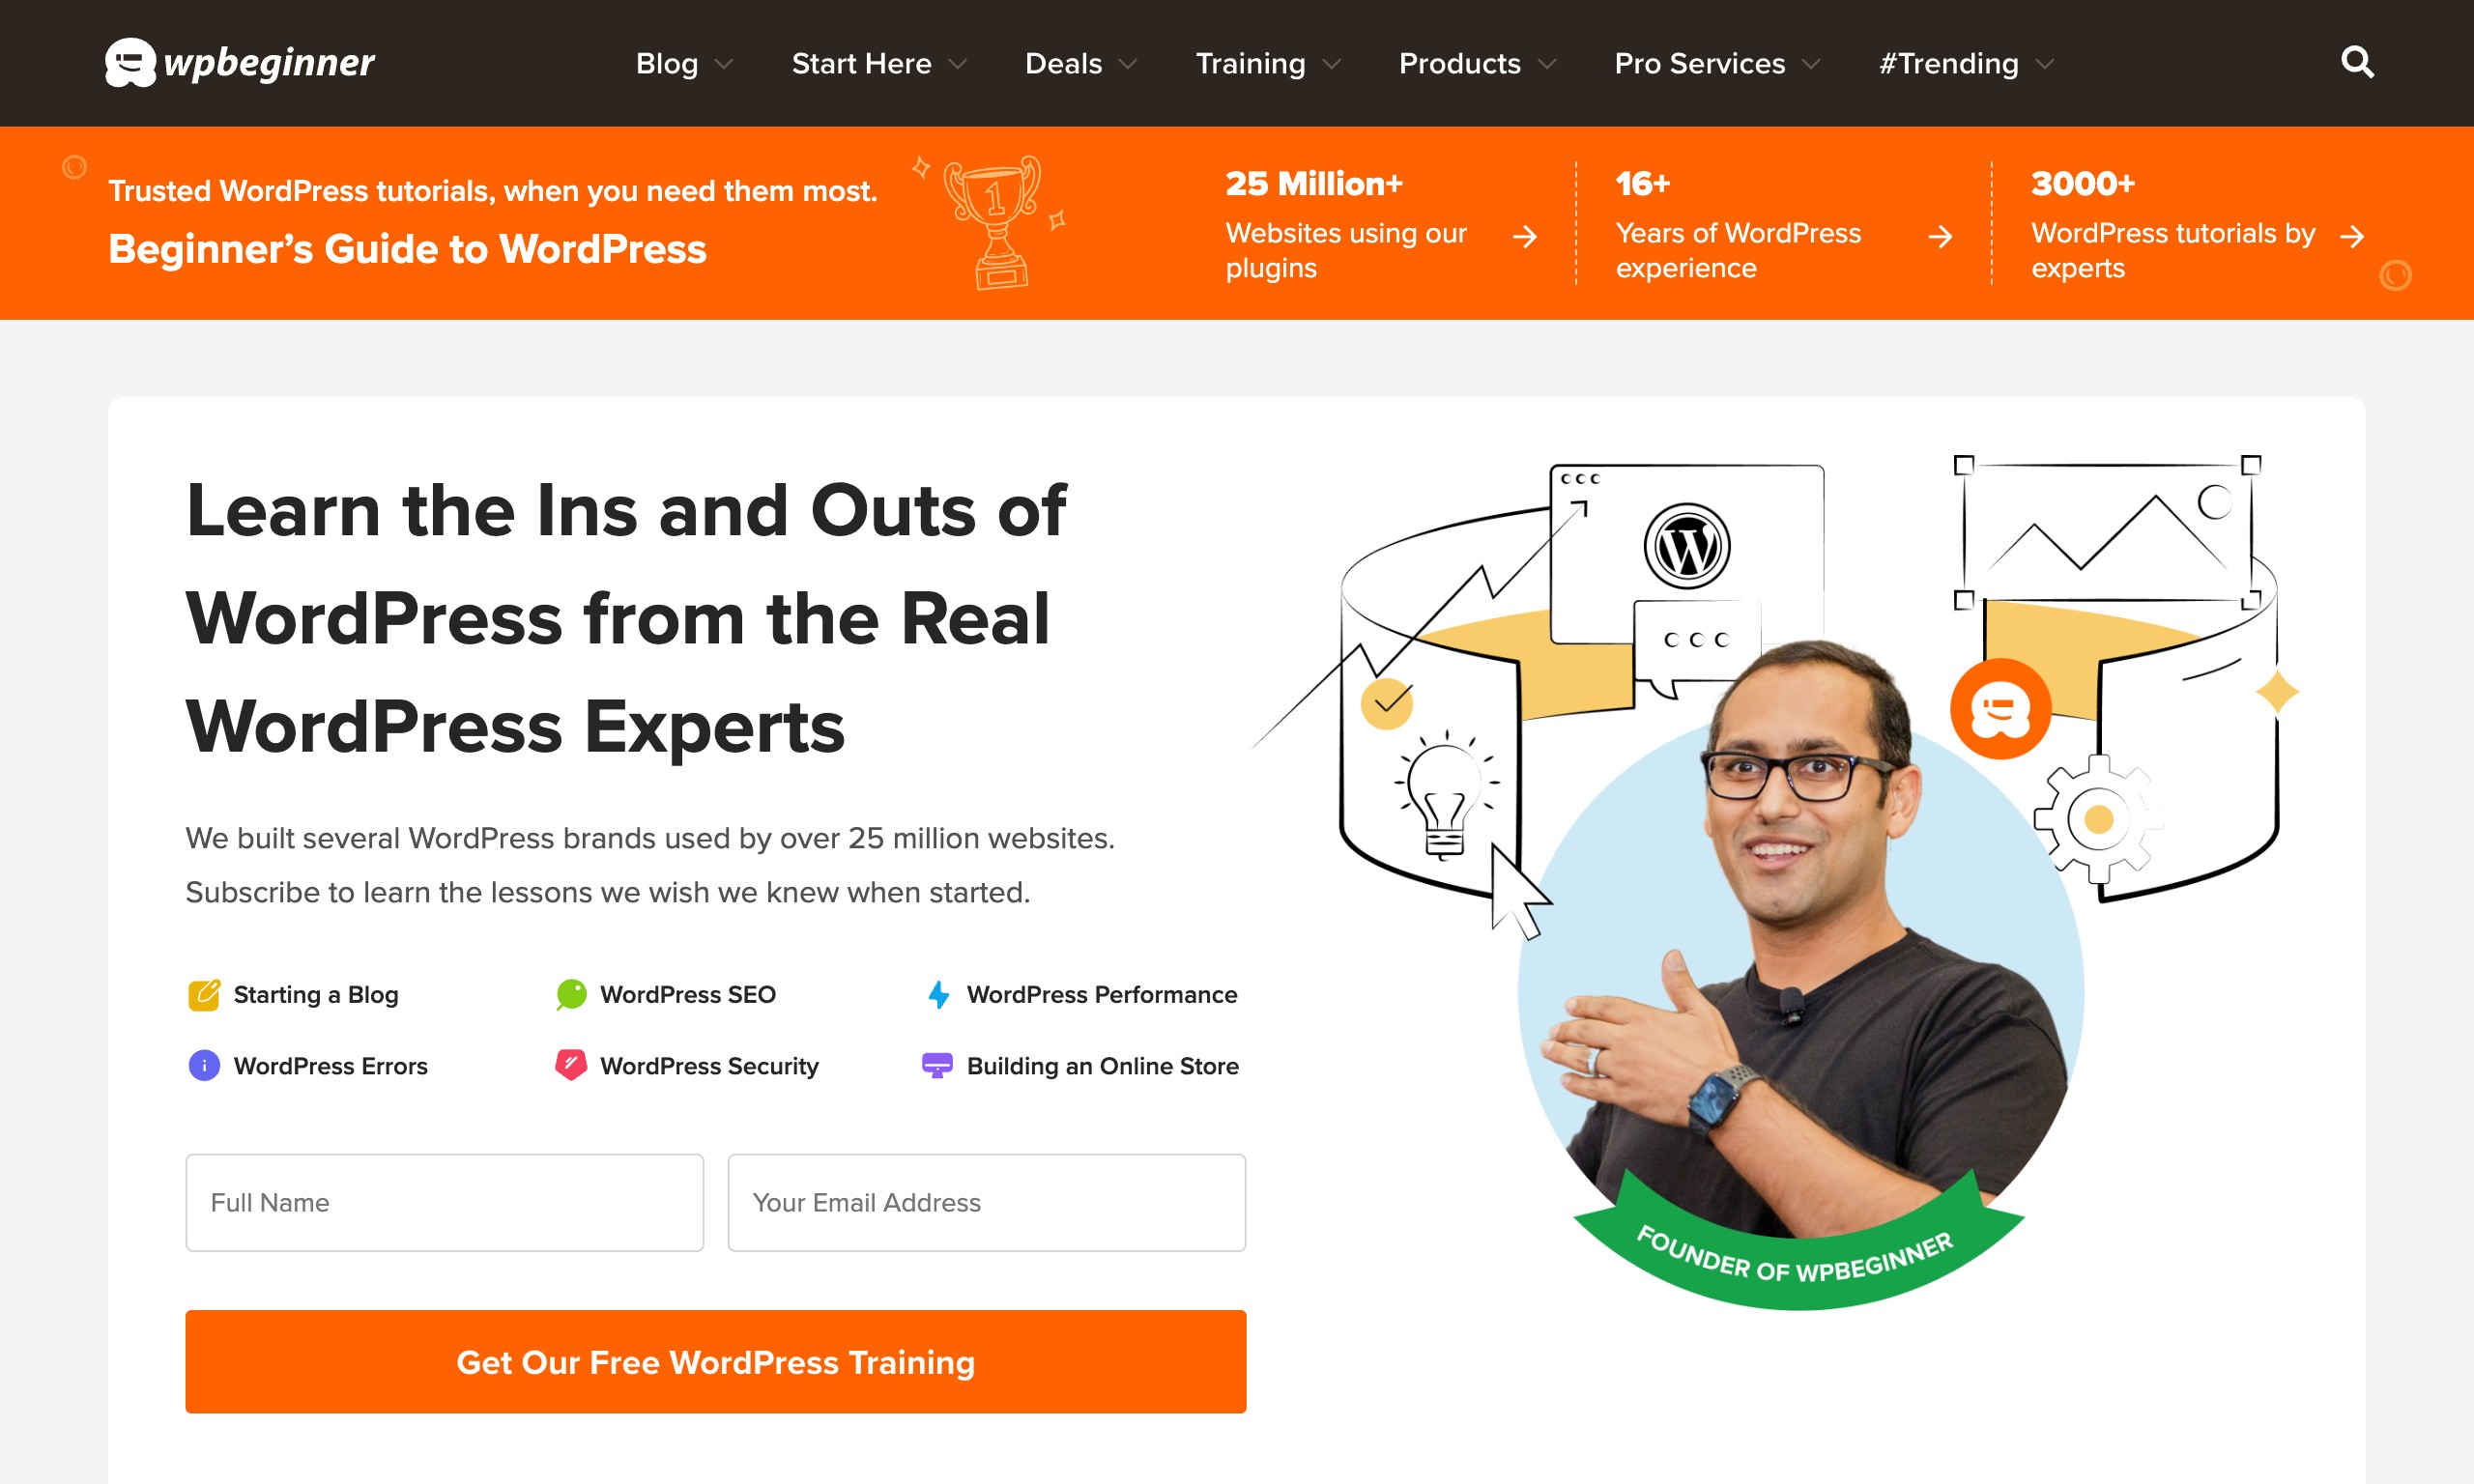 wpbeginner
Blog
Start Here
Deals
Training
Products
Pro Services
#Trending
Trusted WordPress tutorials, when you need them most.
Beginner’s Guide to WordPress
1
25 Million+
Websites using our
plugins
16+
Years of WordPress
experience
3000+
WordPress tutorials by
experts
Learn the Ins and Outs of
WordPress from the Real
WordPress Experts
We built several WordPress brands used by over 25 million websites.
Subscribe to learn the lessons we wish we knew when started.
Starting a Blog
WordPress SEO
WordPress Performance
WordPress Errors
WordPress Security
Building an Online Store
Full Name
Your Email Address
Get Our Free WordPress Training
W
FOUNDER OF WPBEGINNER